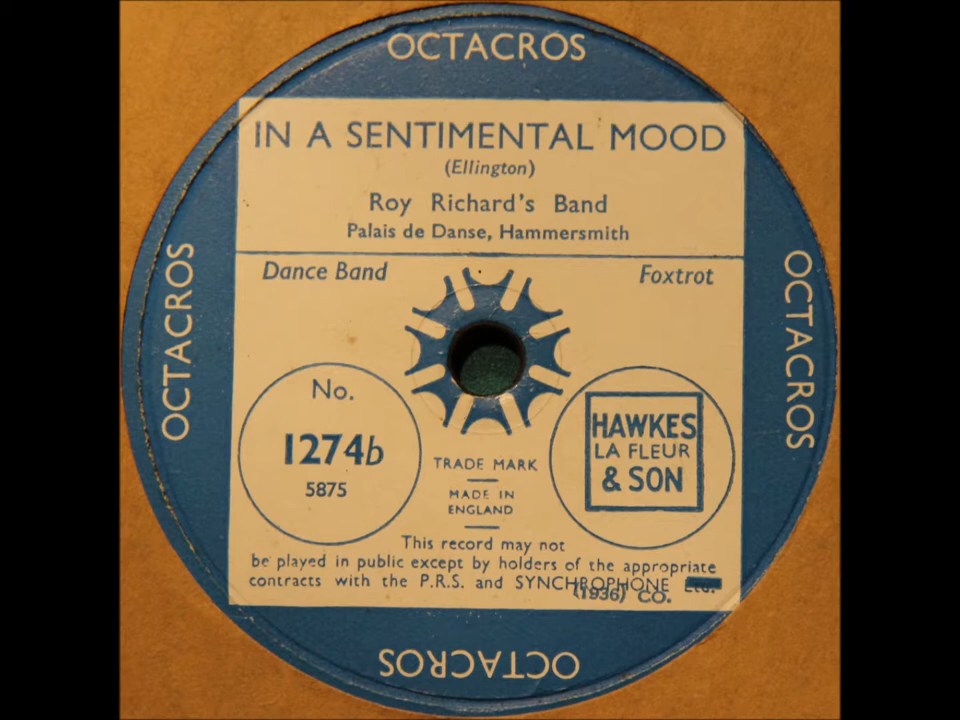 OCTACROS
IN A SENTIMENTAL MOOD
(Ellington)
Roy Richard's Band
Palais de Danse, Hammersmith
Dance Band
Foxtrot
OCTACROS
OCTACROS
No.
1274b
5875
HAWKES
LA FLEUR
& SON
TRADE MARK
MADE IN
ENGLAND
This record may not
be played in public except by holders of the appropriate
contracts with the P.R.S. and SYNCHROPHONE Ltd.
(1936) CO.
OCTACROS